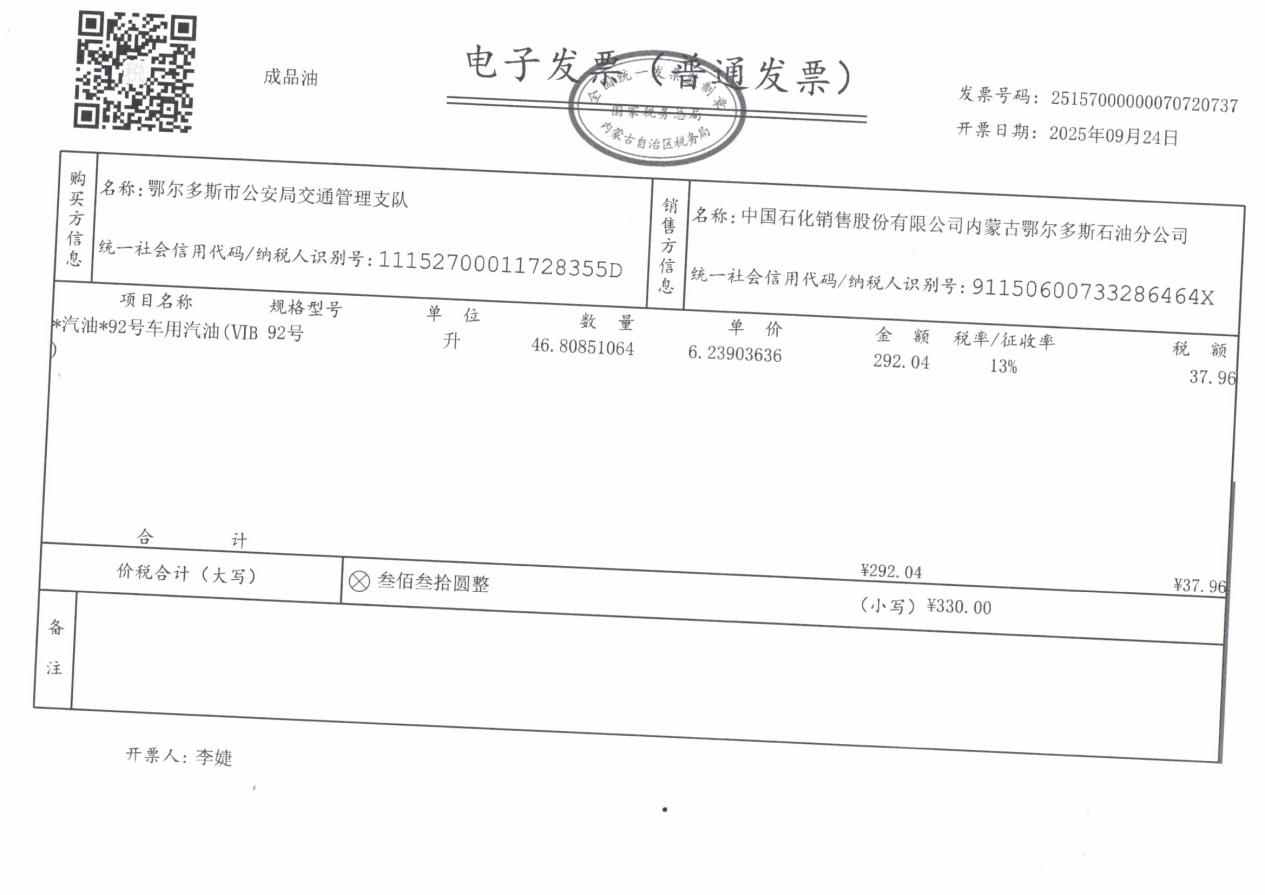 成品油
电子发票（普通发票）
全国统一发票监制章
国家税务总局
内蒙古自治区税务局
发票号码：25157000000070720737
开票日期：2025年09月24日
购买方信息
名称：鄂尔多斯市公安局交通管理支队
统一社会信用代码/纳税人识别号：11152700011728355D
销售方信息
名称：中国石化销售股份有限公司内蒙古鄂尔多斯石油分公司
统一社会信用代码/纳税人识别号：91150600733286464X
项目名称 规格型号 单位 数量 单价 金额 税率/征收率 税额
*汽油*92号车用汽油(VIB 92号 升 46.80851064 6.23903636 292.04 13% 37.96
)
合计 ¥292.04 ¥37.96
价税合计（大写） ⊗叁佰叁拾圆整 （小写）¥330.00
备注
开票人：李婕